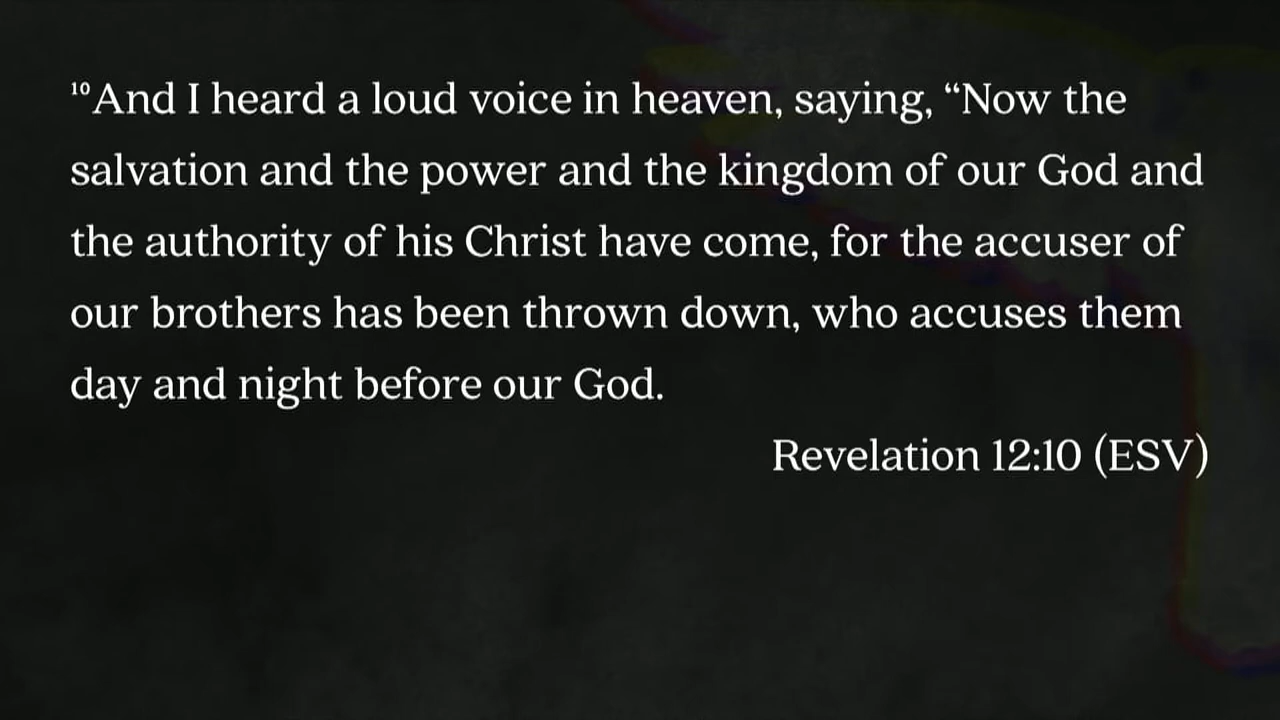 ¹⁰And I heard a loud voice in heaven, saying, “Now the
salvation and the power and the kingdom of our God and
the authority of his Christ have come, for the accuser of
our brothers has been thrown down, who accuses them
day and night before our God.
Revelation 12:10 (ESV)